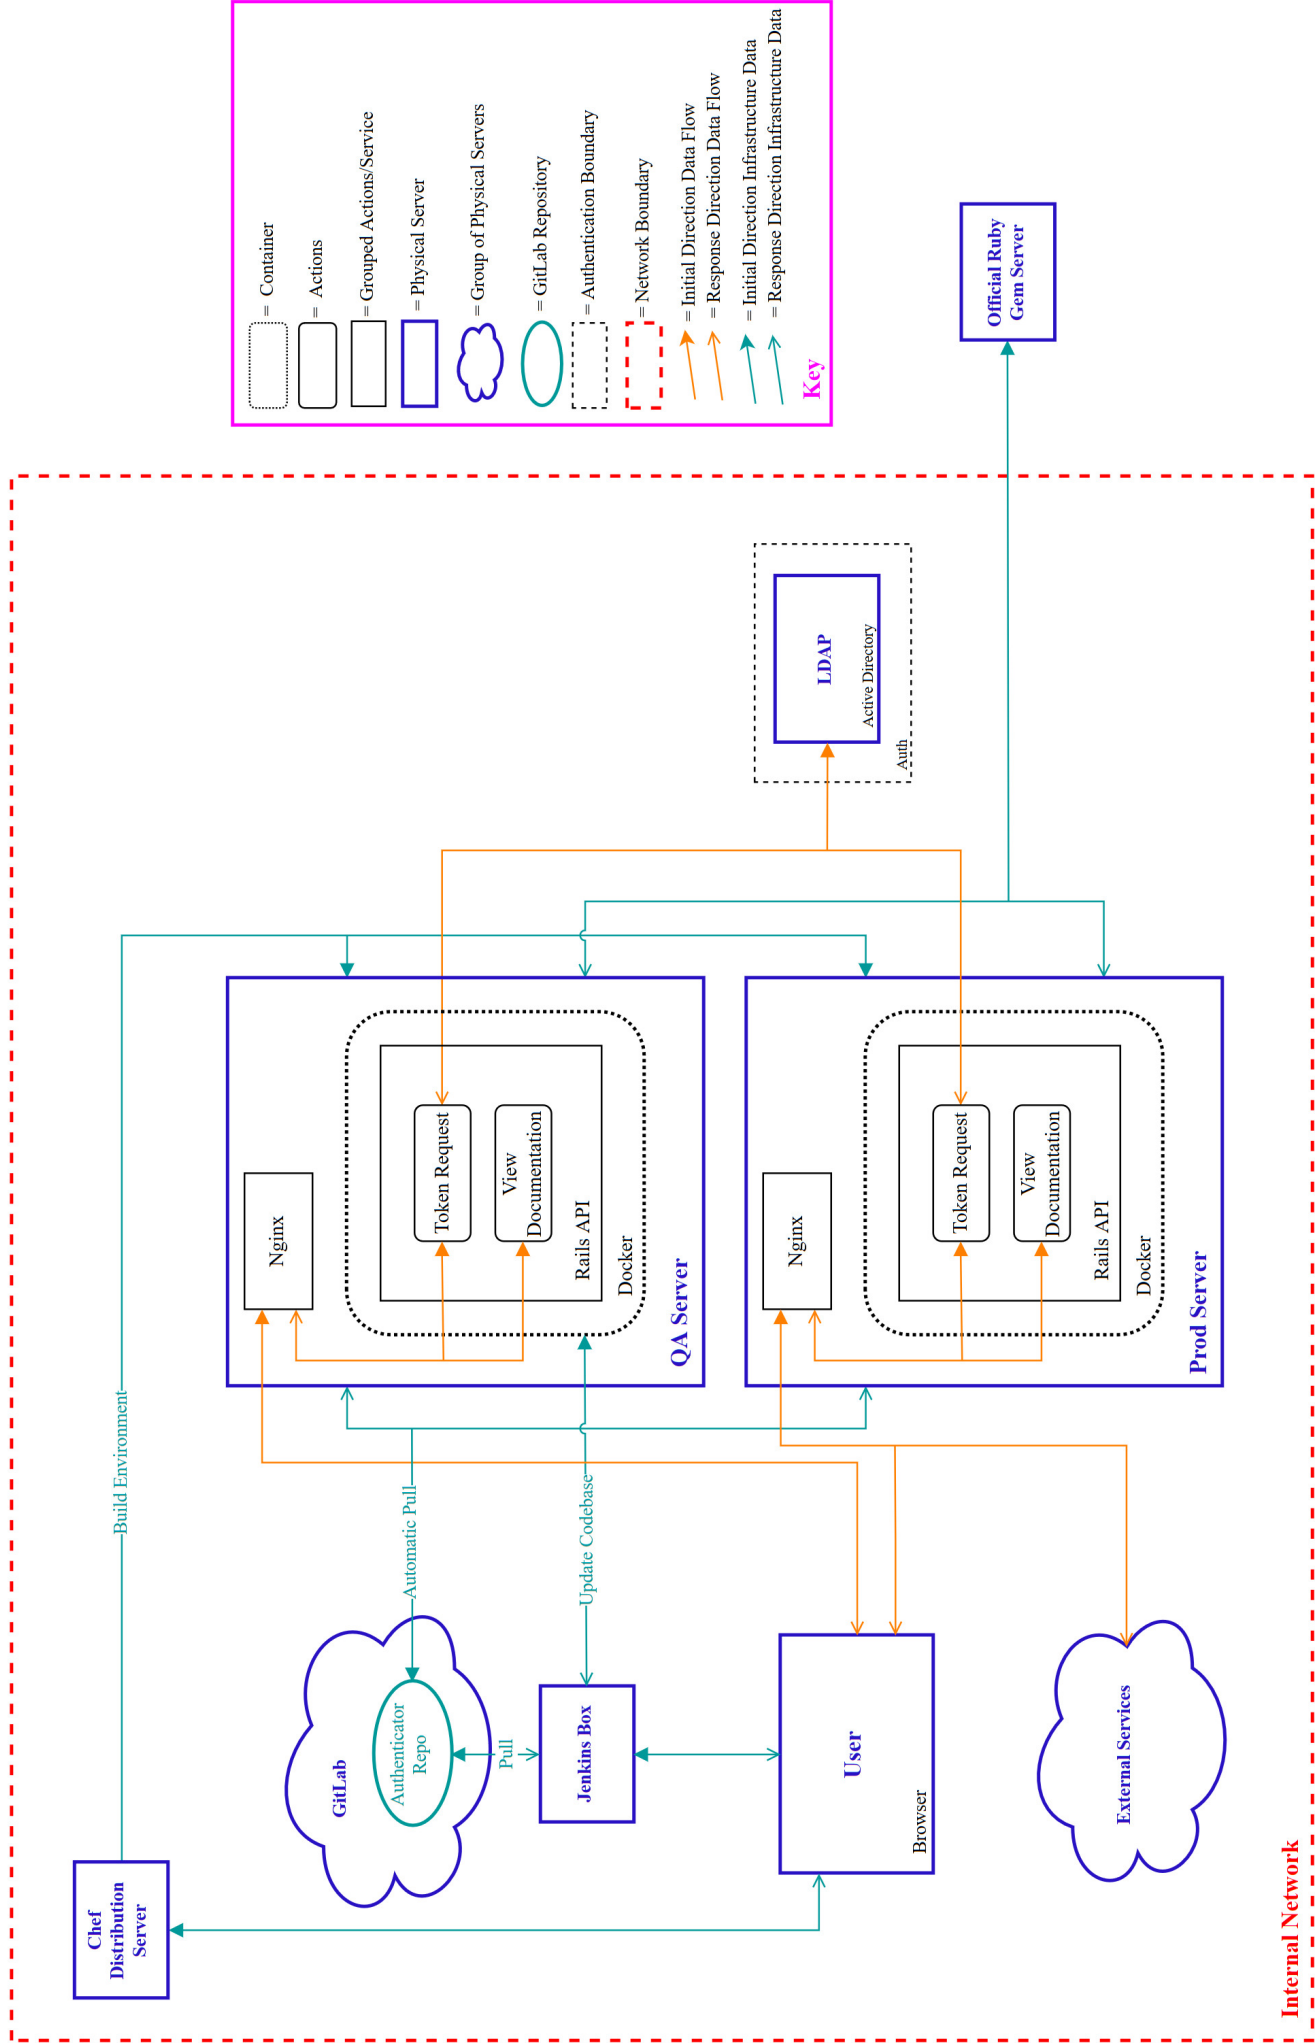 Chef
Distribution
Server
Build Environment
GitLab
Authenticator
Repo
Automatic Pull
Pull
Jenkins Box
Update Codebase
User
Browser
External Services
Nginx
Token Request
View
Documentation
Rails API
Docker
QA Server
Nginx
Token Request
View
Documentation
Rails API
Docker
Prod Server
LDAP
Active Directory
Auth
Internal Network
Official Ruby
Gem Server
= Container
= Actions
= Grouped Actions/Service
= Physical Server
= Group of Physical Servers
= GitLab Repository
= Authentication Boundary
= Network Boundary
= Initial Direction Data Flow
= Response Direction Data Flow
= Initial Direction Infrastructure Data
= Response Direction Infrastructure Data
Key